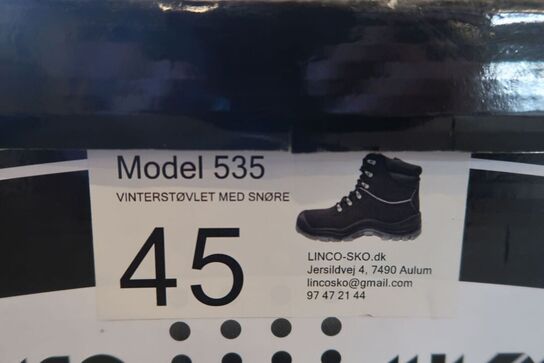 Model 535
VINTERSTØVLET MED SNØRE
45
LINCO-SKO.dk
Jersildvej 4, 7490 Aulum
lincosko@gmail.com
97 47 21 44